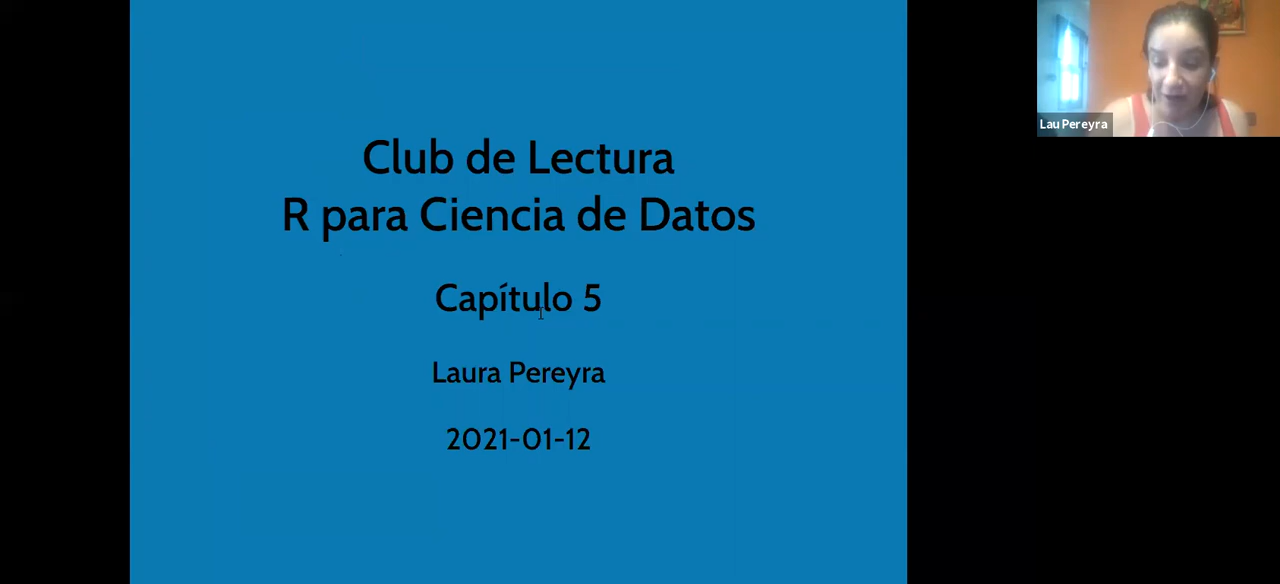 Club de Lectura
R para Ciencia de Datos
Capítulo 5
Laura Pereyra
2021-01-12
Lau Pereyra